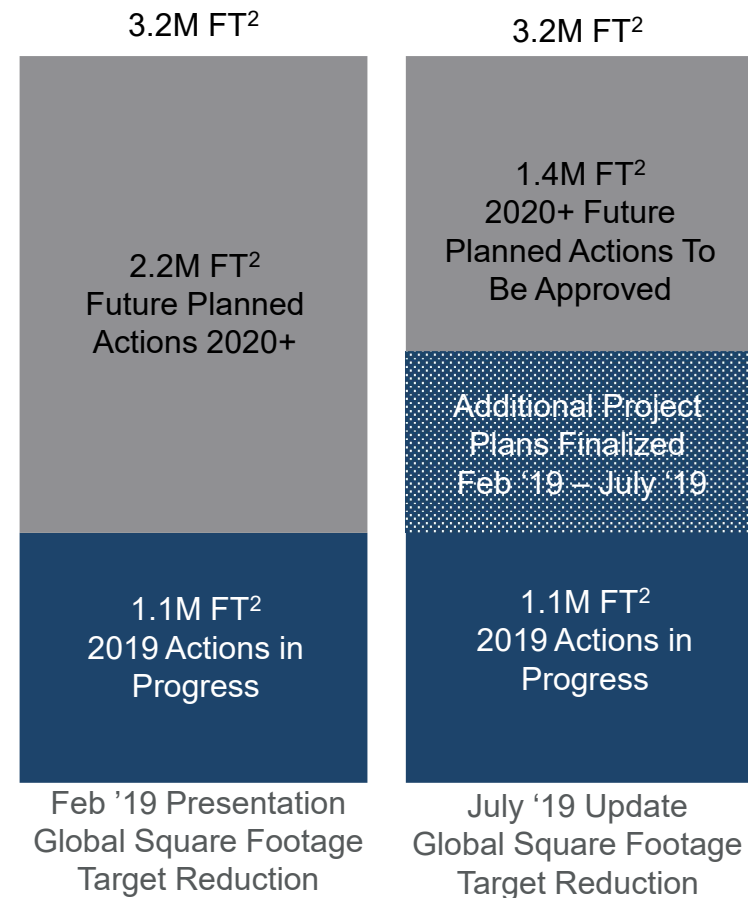 3.2M FT²
2.2M FT²
Future Planned
Actions 2020+
1.1M FT²
2019 Actions in
Progress
Feb ’19 Presentation
Global Square Footage
Target Reduction
3.2M FT²
1.4M FT²
2020+ Future
Planned Actions To
Be Approved
Additional Project
Plans Finalized
Feb ‘19 – July ‘19
1.1M FT²
2019 Actions in
Progress
July ‘19 Update
Global Square Footage
Target Reduction